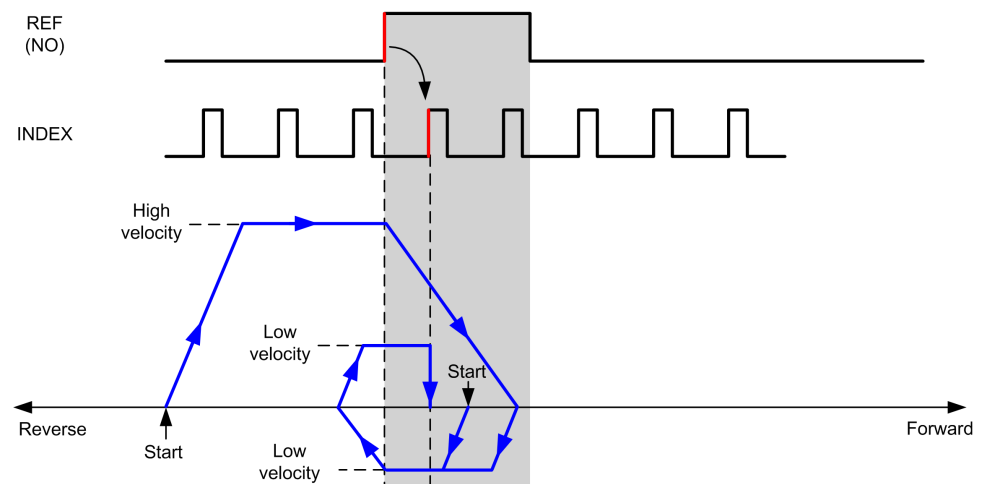 REF
(NO)
INDEX
High
velocity
Low
velocity
Start
Reverse
Forward
Start
Low
velocity